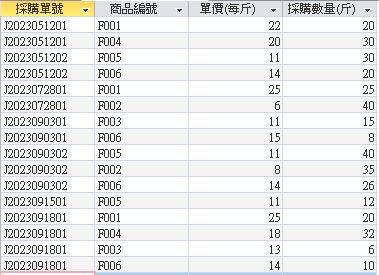 採購單號 商品編號 單價(每斤) 採購數量(斤)
J2023051201 F001 22 20
J2023051201 F004 20 30
J2023051202 F005 11 30
J2023051202 F006 14 20
J2023072801 F001 25 25
J2023072801 F002 6 40
J2023090301 F003 11 15
J2023090301 F006 15 8
J2023090302 F005 11 40
J2023090302 F002 8 35
J2023090302 F006 14 26
J2023091501 F005 11 12
J2023091801 F001 25 20
J2023091801 F004 18 32
J2023091801 F003 13 6
J2023091801 F006 14 10